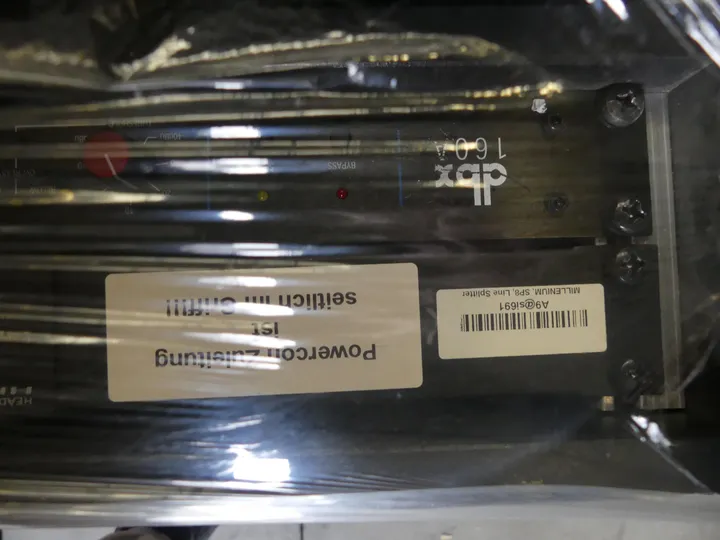 Powercon Zuleitung
ist
seitlich im Griff!!!
A9@si691
MILLENIUM, SP8, Line Splitter
dbx
160A
BYPASS